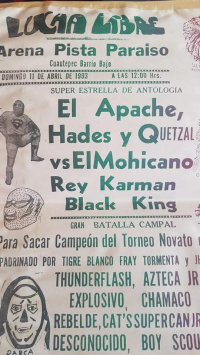 LUCHA LIBRE
Arena Pista Paraiso
Cuautepec Barrio Bajo
DOMINGO 11 DE ABRIL DE 1993 A LAS 12:00 Hrs.
SUPER ESTRELLA DE ANTOLOGIA
El Apache,
Hades y QUETZAL
vs El Mohicano
Rey Karman
Black King
GRAN BATALLA CAMPAL
Para Sacar Campeón del Torneo Novato
PADRINADO POR TIGRE BLANCO FRAY TORMENTA y
THUNDERFLASH, AZTECA JR
EXPLOSIVO, CHAMACO
REBELDE, CAT'S SUPERCAN JR
DESCONOCIDO, BOY SCOU